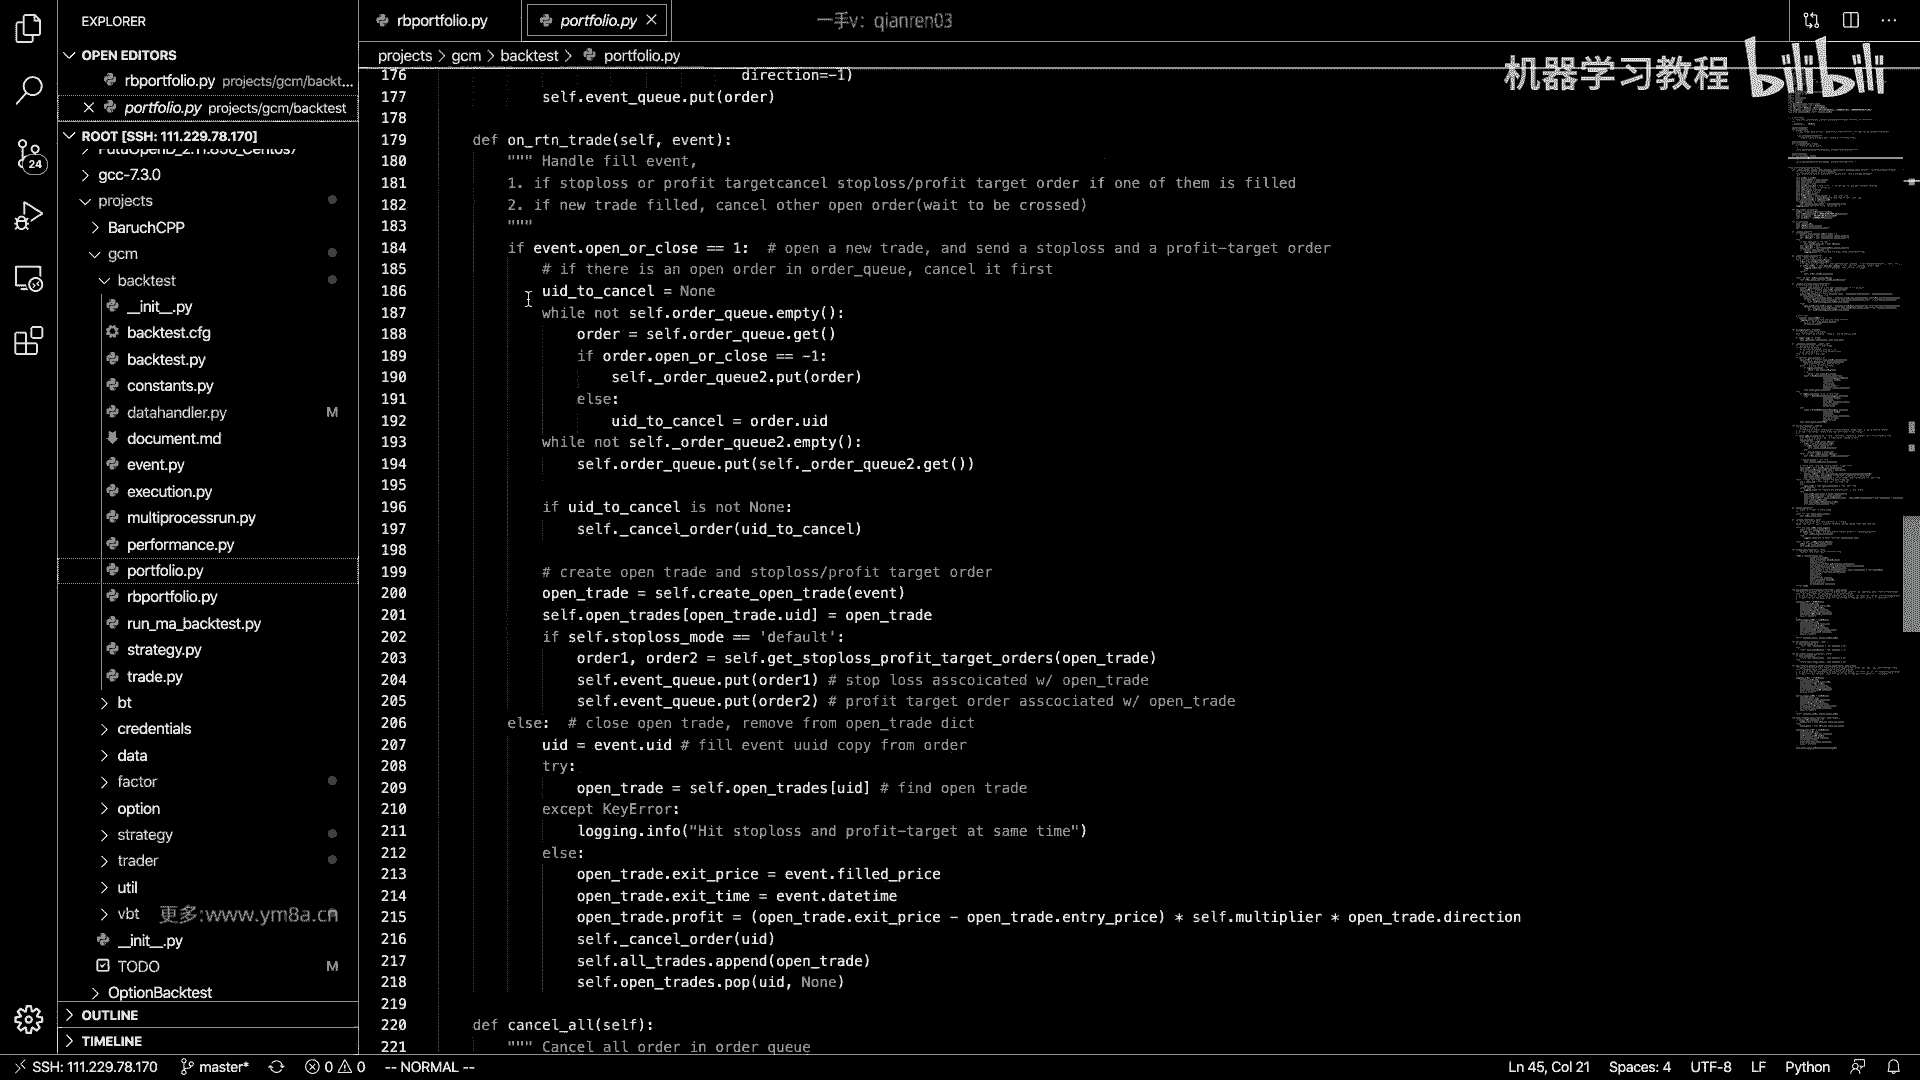 EXPLORER
OPEN EDITORS
rbportfolio.py projects/gcm/backt...
portfolio.py projects/gcm/backtest
ROOT [SSH: 111.229.78.170]
gcc-7.3.0
projects
BaruchCPP
gcm
backtest
__init__.py
backtest.cfg
backtest.py
constants.py
datahandler.py M
document.md
event.py
execution.py
multiprocessrun.py
performance.py
portfolio.py
rbportfolio.py
run_ma_backtest.py
strategy.py
trade.py
bt
credentials
data
factor
option
strategy
trader
util
vbt
更多:www.ym8a.cn
__init__.py
TODO M
OptionBacktest
OUTLINE
TIMELINE
24
rbportfolio.py
portfolio.py
一手v: qianren03
projects > gcm > backtest > portfolio.py
机器学习教程 bilibili
176 direction=-1)
177 self.event_queue.put(order)
178
179 def on_rtn_trade(self, event):
180 """ Handle fill event,
181 1. if stoploss or profit targetcancel stoploss/profit target order if one of them is filled
182 2. if new trade filled, cancel other open order(wait to be crossed)
183 """
184 if event.open_or_close == 1: # open a new trade, and send a stoploss and a profit-target order
185 # if there is an open order in order_queue, cancel it first
186 uid_to_cancel = None
187 while not self.order_queue.empty():
188 order = self.order_queue.get()
189 if order.open_or_close == -1:
190 self._order_queue2.put(order)
191 else:
192 uid_to_cancel = order.uid
193 while not self._order_queue2.empty():
194 self.order_queue.put(self._order_queue2.get())
195
196 if uid_to_cancel is not None:
197 self._cancel_order(uid_to_cancel)
198
199 # create open trade and stoploss/profit target order
200 open_trade = self.create_open_trade(event)
201 self.open_trades[open_trade.uid] = open_trade
202 if self.stoploss_mode == 'default':
203 order1, order2 = self.get_stoploss_profit_target_orders(open_trade)
204 self.event_queue.put(order1) # stop loss asscoicated w/ open_trade
205 self.event_queue.put(order2) # profit target order asscociated w/ open_trade
206 else: # close open trade, remove from open_trade dict
207 uid = event.uid # fill event uuid copy from order
208 try:
209 open_trade = self.open_trades[uid] # find open trade
210 except KeyError:
211 logging.info("Hit stoploss and profit-target at same time")
212 else:
213 open_trade.exit_price = event.filled_price
214 open_trade.exit_time = event.datetime
215 open_trade.profit = (open_trade.exit_price - open_trade.entry_price) * self.multiplier * open_trade.direction
216 self._cancel_order(uid)
217 self.all_trades.append(open_trade)
218 self.open_trades.pop(uid, None)
219
220 def cancel_all(self):
221 """ Cancel all order in order queue
SSH: 111.229.78.170 master* 0 0 -- NORMAL -- Ln 45, Col 21 Spaces: 4 UTF-8 LF Python